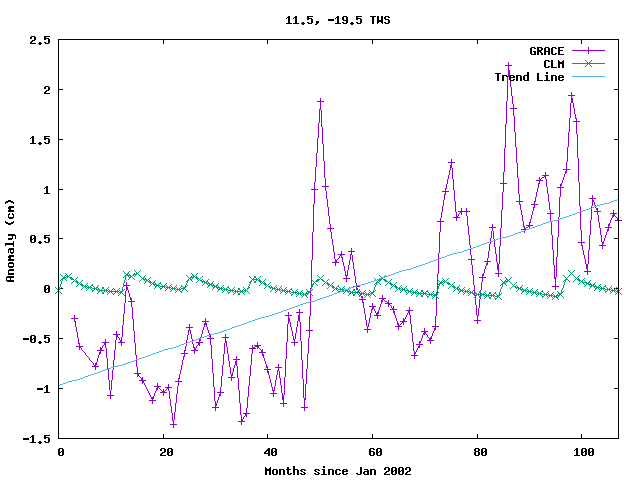 11.5, -19.5 TWS
GRACE
CLM
Trend Line
2.5
2
1.5
1
0.5
0
-0.5
-1
-1.5
Anomaly (cm)
0 20 40 60 80 100
Months since Jan 2002